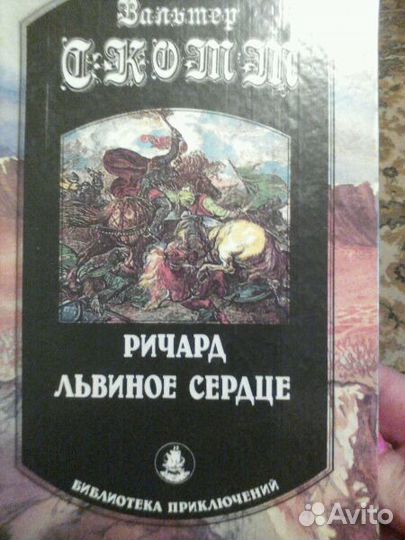 Вальтер
СКОТТ
РИЧАРД
ЛЬВИНОЕ СЕРДЦЕ
БИБЛИОТЕКА ПРИКЛЮЧЕНИЙ
Avito